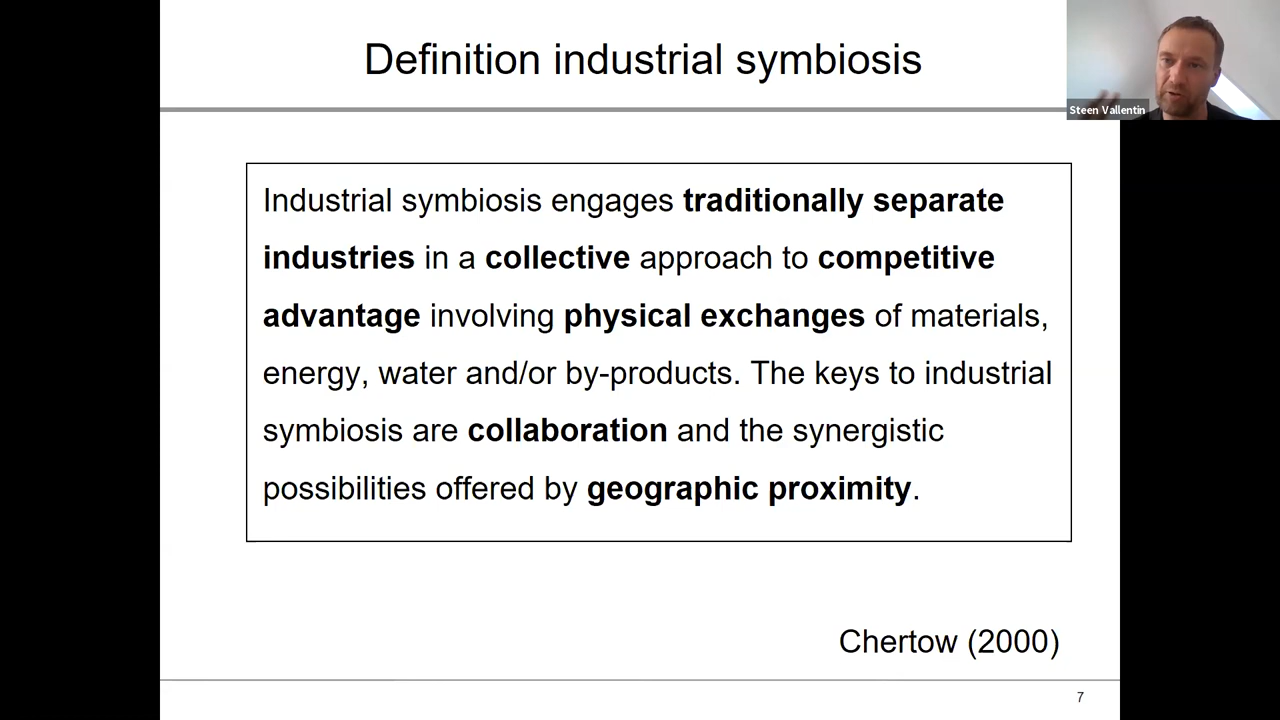 Definition industrial symbiosis
Steen Vallentin
Industrial symbiosis engages traditionally separate
industries in a collective approach to competitive
advantage involving physical exchanges of materials,
energy, water and/or by-products. The keys to industrial
symbiosis are collaboration and the synergistic
possibilities offered by geographic proximity.
Chertow (2000)
7